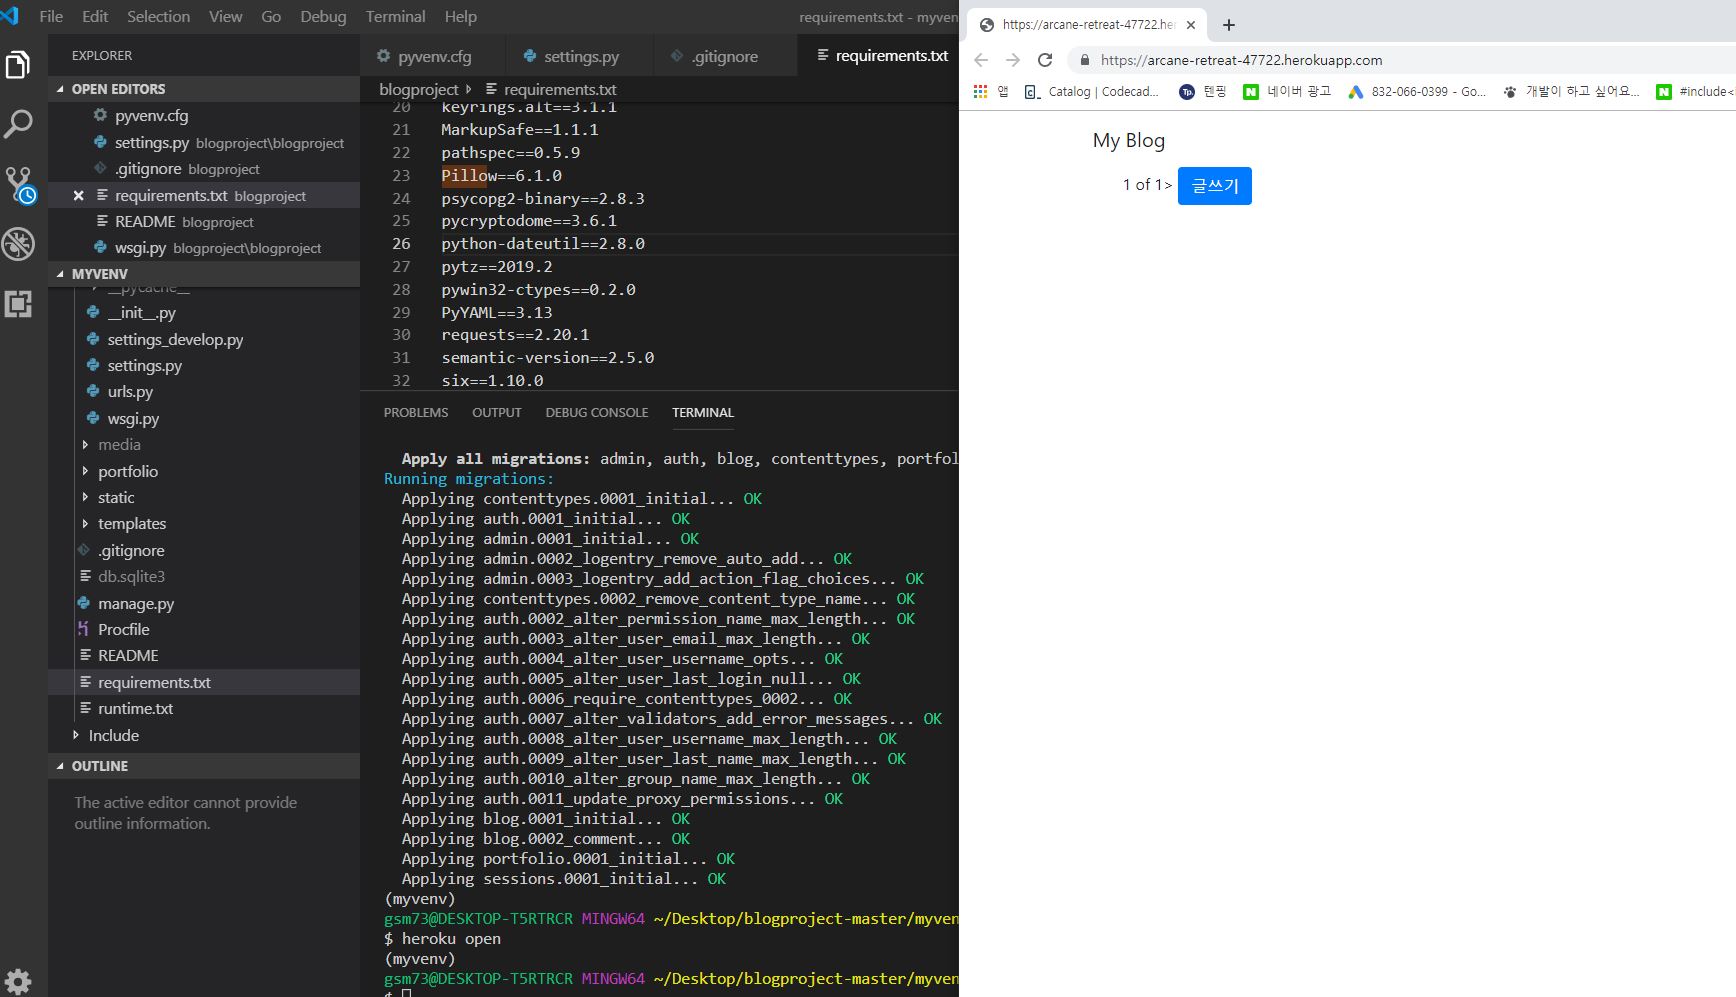 File Edit Selection View Go Debug Terminal Help requirements.txt - myven
EXPLORER
OPEN EDITORS
pyvenv.cfg
settings.py blogproject\blogproject
.gitignore blogproject
requirements.txt blogproject
README blogproject
wsgi.py blogproject\blogproject
MYVENV
__pycache__
__init__.py
settings_develop.py
settings.py
urls.py
wsgi.py
media
portfolio
static
templates
.gitignore
db.sqlite3
manage.py
Procfile
README
requirements.txt
runtime.txt
Include
OUTLINE
The active editor cannot provide
outline information.
pyvenv.cfg settings.py .gitignore requirements.txt
blogproject requirements.txt
20 keyrings.alt==3.1.1
21 MarkupSafe==1.1.1
22 pathspec==0.5.9
23 Pillow==6.1.0
24 psycopg2-binary==2.8.3
25 pycryptodome==3.6.1
26 python-dateutil==2.8.0
27 pytz==2019.2
28 pywin32-ctypes==0.2.0
29 PyYAML==3.13
30 requests==2.20.1
31 semantic-version==2.5.0
32 six==1.10.0
PROBLEMS OUTPUT DEBUG CONSOLE TERMINAL
Apply all migrations: admin, auth, blog, contenttypes, portfol
Running migrations:
Applying contenttypes.0001_initial... OK
Applying auth.0001_initial... OK
Applying admin.0001_initial... OK
Applying admin.0002_logentry_remove_auto_add... OK
Applying admin.0003_logentry_add_action_flag_choices... OK
Applying contenttypes.0002_remove_content_type_name... OK
Applying auth.0002_alter_permission_name_max_length... OK
Applying auth.0003_alter_user_email_max_length... OK
Applying auth.0004_alter_user_username_opts... OK
Applying auth.0005_alter_user_last_login_null... OK
Applying auth.0006_require_contenttypes_0002... OK
Applying auth.0007_alter_validators_add_error_messages... OK
Applying auth.0008_alter_user_username_max_length... OK
Applying auth.0009_alter_user_last_name_max_length... OK
Applying auth.0010_alter_group_name_max_length... OK
Applying auth.0011_update_proxy_permissions... OK
Applying blog.0001_initial... OK
Applying blog.0002_comment... OK
Applying portfolio.0001_initial... OK
Applying sessions.0001_initial... OK
(myvenv)
gsm73@DESKTOP-T5RTRCR MINGW64 ~/Desktop/blogproject-master/myven
$ heroku open
(myvenv)
gsm73@DESKTOP-T5RTRCR MINGW64 ~/Desktop/blogproject-master/myven
$
https://arcane-retreat-47722.he
https://arcane-retreat-47722.herokuapp.com
앱 Catalog | Codecad... Tp. 텐핑 N 네이버 광고 832-066-0399 - Go... 개발이 하고 싶어요... N #include<
My Blog
1 of 1> 글쓰기